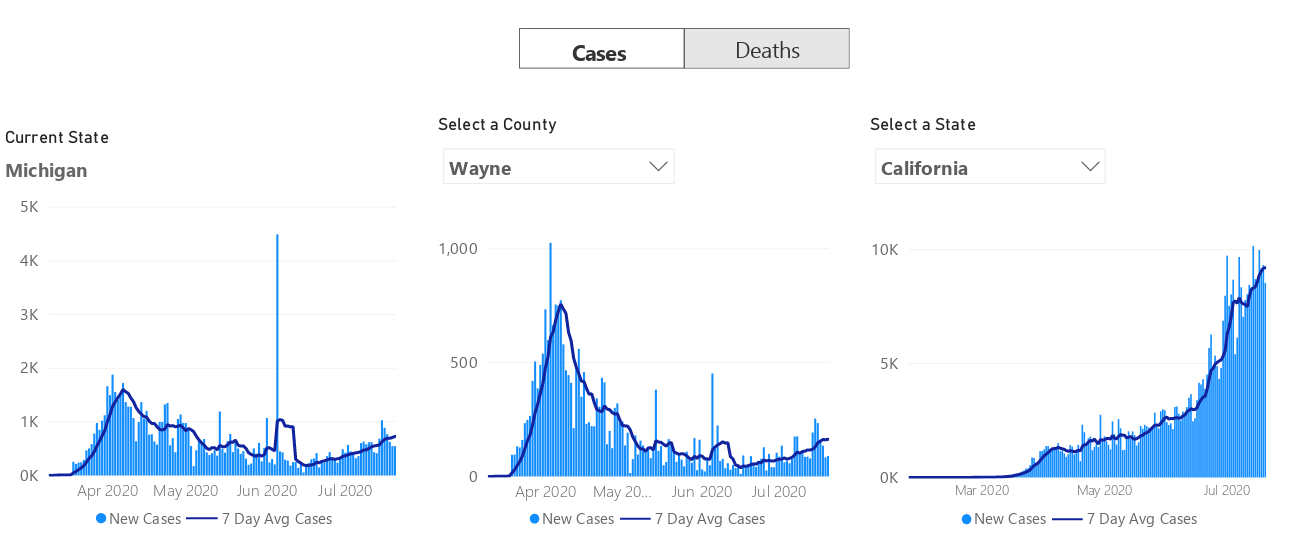 Cases
Deaths
Current State
Michigan
5K
4K
3K
2K
1K
0K
Apr 2020 May 2020 Jun 2020 Jul 2020
New Cases 7 Day Avg Cases
Select a County
Wayne
1,000
500
0
Apr 2020 May 20... Jun 2020 Jul 2020
New Cases 7 Day Avg Cases
Select a State
California
10K
5K
0K
Mar 2020 May 2020 Jul 2020
New Cases 7 Day Avg Cases